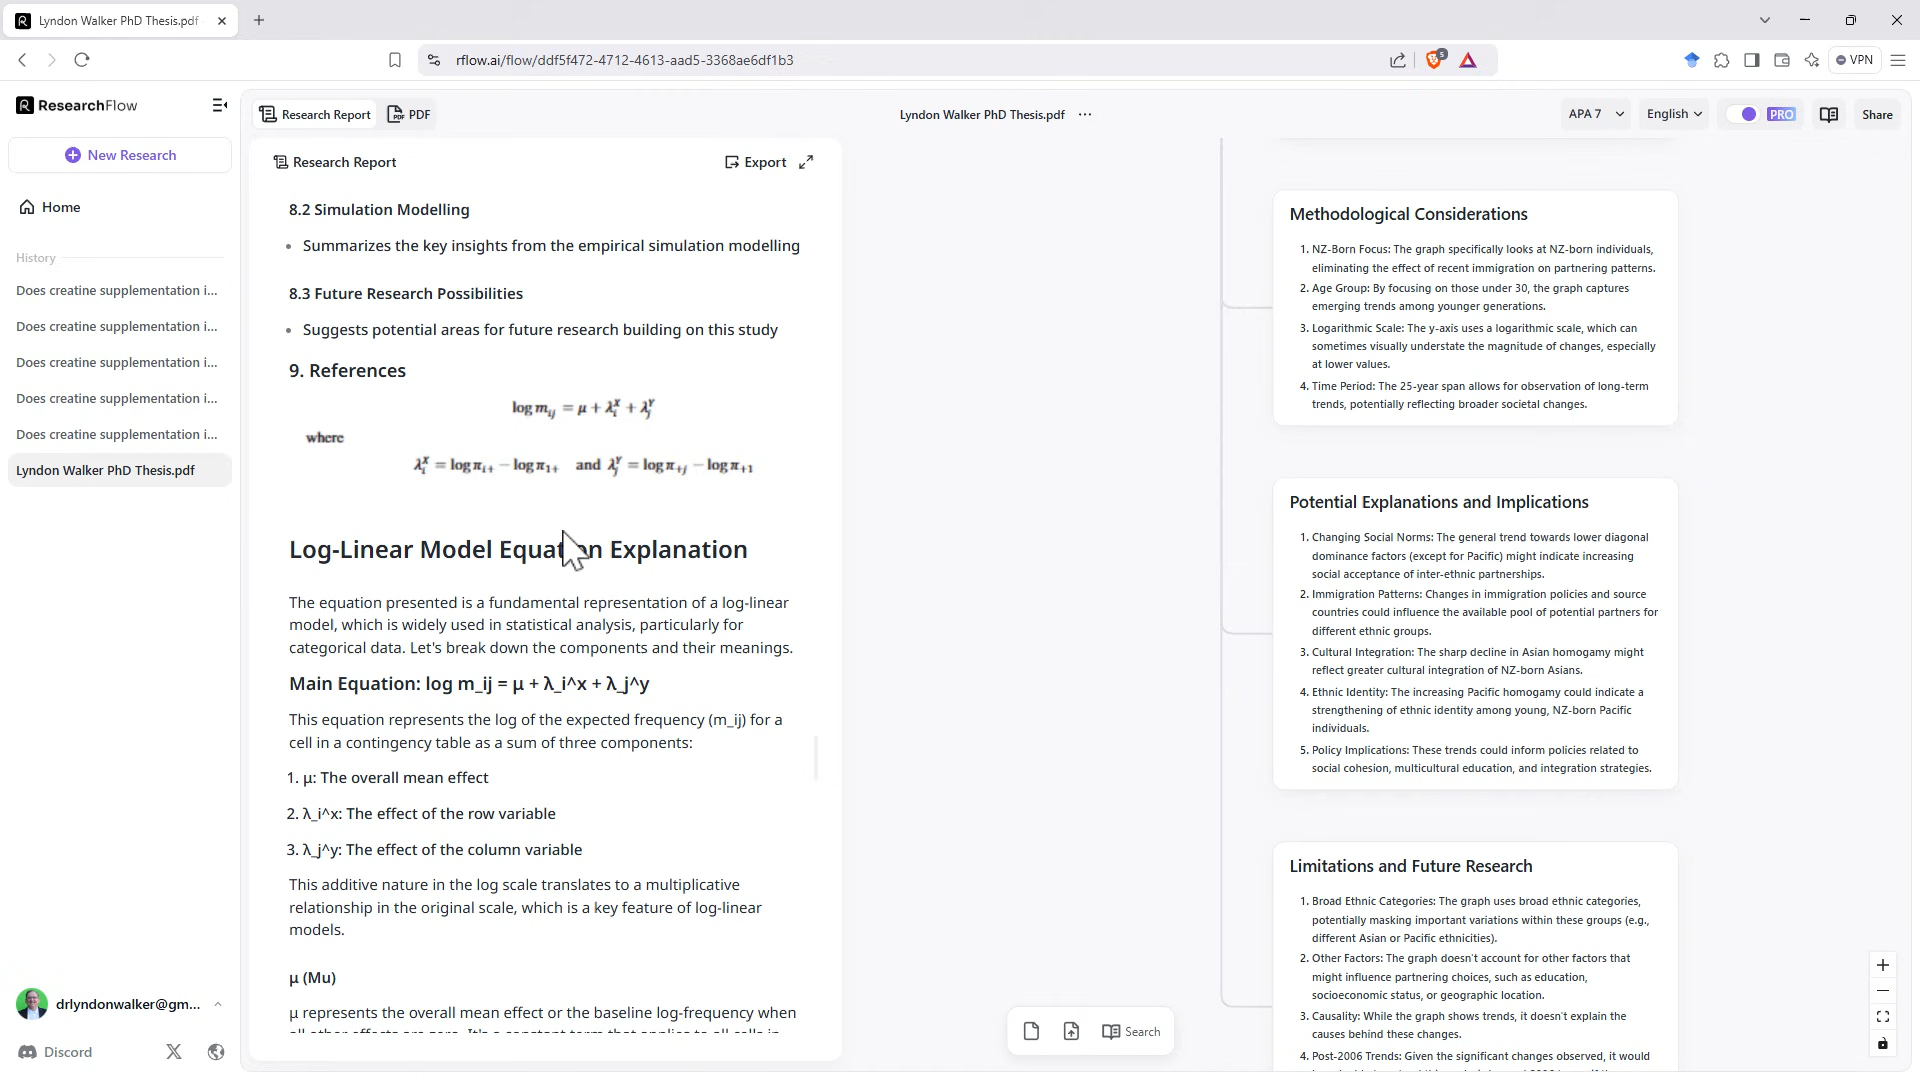 Lyndon Walker PhD Thesis.pdf
rflow.ai/flow/ddf5f472-4712-4613-aad5-3368ae6df1b3
5
VPN
ResearchFlow
New Research
Home
History
Does creatine supplementation i...
Does creatine supplementation i...
Does creatine supplementation i...
Does creatine supplementation i...
Does creatine supplementation i...
Lyndon Walker PhD Thesis.pdf
drlyndonwalker@gm...
Discord
Research Report
PDF
Lyndon Walker PhD Thesis.pdf
APA 7
English
PRO
Share
Research Report
Export
8.2 Simulation Modelling
• Summarizes the key insights from the empirical simulation modelling
8.3 Future Research Possibilities
• Suggests potential areas for future research building on this study
9. References
log m_ij = μ + λ_i^X + λ_j^Y
where
λ_i^X = log π_i+ − log π_1+ and λ_j^Y = log π_+j − log π_+1
Log-Linear Model Equation Explanation
The equation presented is a fundamental representation of a log-linear
model, which is widely used in statistical analysis, particularly for
categorical data. Let's break down the components and their meanings.
Main Equation: log m_ij = μ + λ_i^x + λ_j^y
This equation represents the log of the expected frequency (m_ij) for a
cell in a contingency table as a sum of three components:
1. μ: The overall mean effect
2. λ_i^x: The effect of the row variable
3. λ_j^y: The effect of the column variable
This additive nature in the log scale translates to a multiplicative
relationship in the original scale, which is a key feature of log-linear
models.
μ (Mu)
μ represents the overall mean effect or the baseline log-frequency when
Methodological Considerations
1. NZ-Born Focus: The graph specifically looks at NZ-born individuals,
eliminating the effect of recent immigration on partnering patterns.
2. Age Group: By focusing on those under 30, the graph captures
emerging trends among younger generations.
3. Logarithmic Scale: The y-axis uses a logarithmic scale, which can
sometimes visually understate the magnitude of changes, especially
at lower values.
4. Time Period: The 25-year span allows for observation of long-term
trends, potentially reflecting broader societal changes.
Potential Explanations and Implications
1. Changing Social Norms: The general trend towards lower diagonal
dominance factors (except for Pacific) might indicate increasing
social acceptance of inter-ethnic partnerships.
2. Immigration Patterns: Changes in immigration policies and source
countries could influence the available pool of potential partners for
different ethnic groups.
3. Cultural Integration: The sharp decline in Asian homogamy might
reflect greater cultural integration of NZ-born Asians.
4. Ethnic Identity: The increasing Pacific homogamy could indicate a
strengthening of ethnic identity among young, NZ-born Pacific
individuals.
5. Policy Implications: These trends could inform policies related to
social cohesion, multicultural education, and integration strategies.
Limitations and Future Research
1. Broad Ethnic Categories: The graph uses broad ethnic categories,
potentially masking important variations within these groups (e.g.,
different Asian or Pacific ethnicities).
2. Other Factors: The graph doesn't account for other factors that
might influence partnering choices, such as education,
socioeconomic status, or geographic location.
3. Causality: While the graph shows trends, it doesn't explain the
causes behind these changes.
4. Post-2006 Trends: Given the significant changes observed, it would
Search